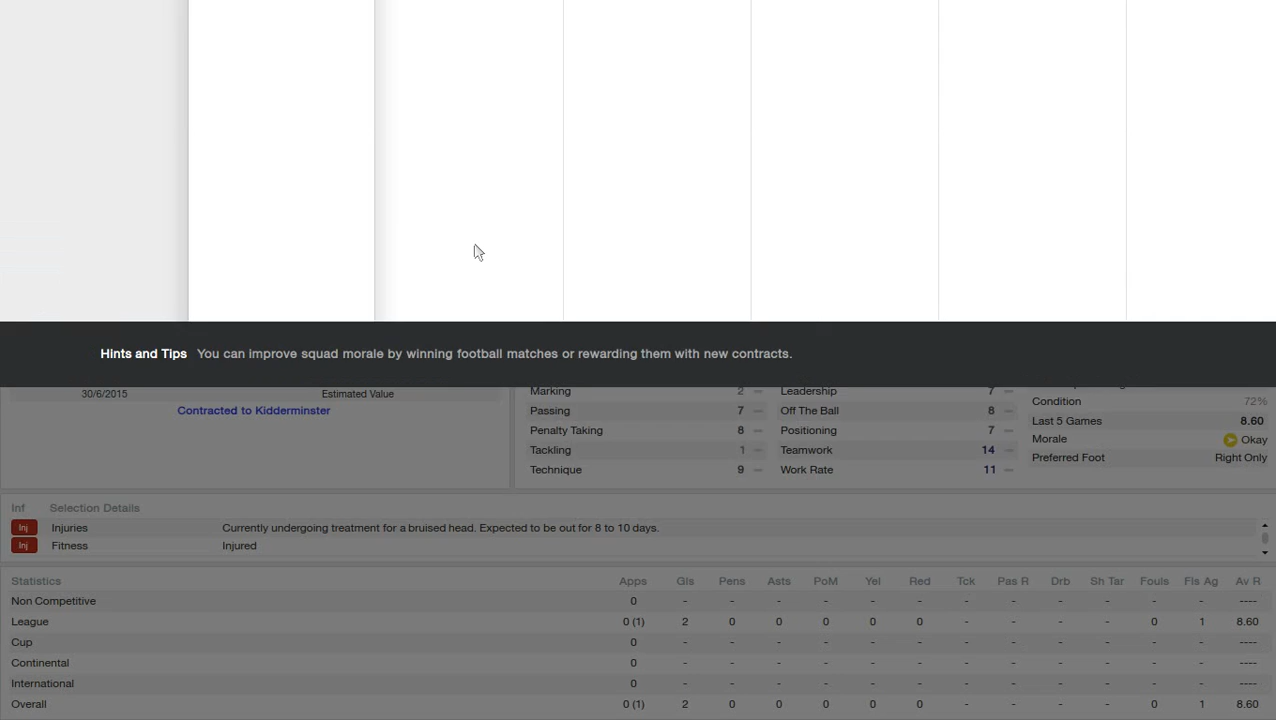 Hints and Tips You can improve squad morale by winning football matches or rewarding them with new contracts.
30/6/2015 Estimated Value
Contracted to Kidderminster
Marking 2
Passing 7
Penalty Taking 8
Tackling 1
Technique 9
Leadership 7
Off The Ball 8
Positioning 7
Teamwork 14
Work Rate 11
Condition 72%
Last 5 Games 8.60
Morale Okay
Preferred Foot Right Only
Inf Selection Details
Inj Injuries Currently undergoing treatment for a bruised head. Expected to be out for 8 to 10 days.
Inj Fitness Injured
Statistics Apps Gls Pens Asts PoM Yel Red Tck Pas R Drb Sh Tar Fouls Fls Ag Av R
Non Competitive 0 - - - - - - - - - - - - ----
League 0 (1) 2 0 0 0 0 0 - - - - 0 1 8.60
Cup 0 - - - - - - - - - - - - ----
Continental 0 - - - - - - - - - - - - ----
International 0 - - - - - - - - - - - - ----
Overall 0 (1) 2 0 0 0 0 0 - - - - 0 1 8.60